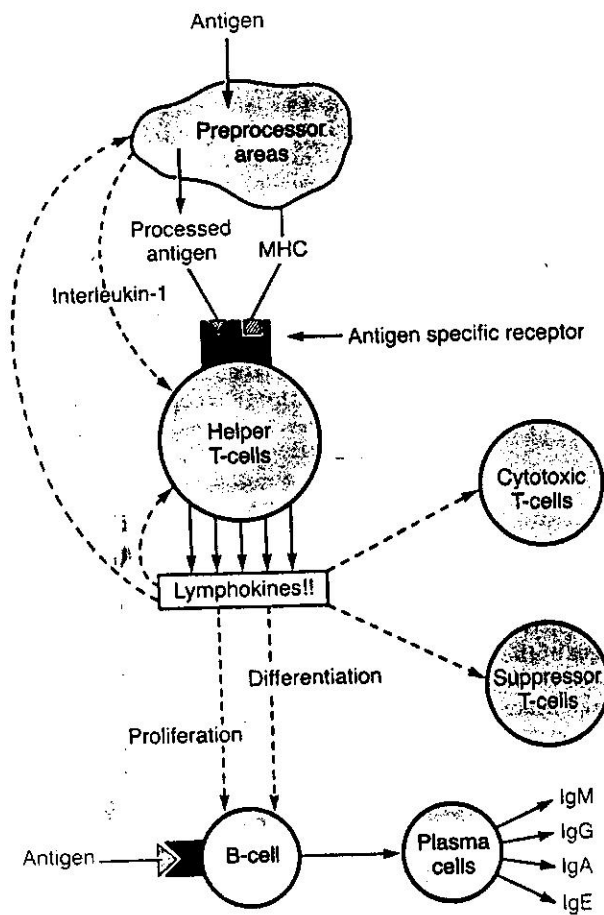 Antigen
Preprocessor
areas
Processed
antigen
MHC
Interleukin-1
Antigen specific receptor
Helper
T-cells
Cytotoxic
T-cells
Lymphokines!!
Suppressor
T-cells
Differentiation
Proliferation
Antigen
B-cell
Plasma
cells
IgM
IgG
IgA
IgE